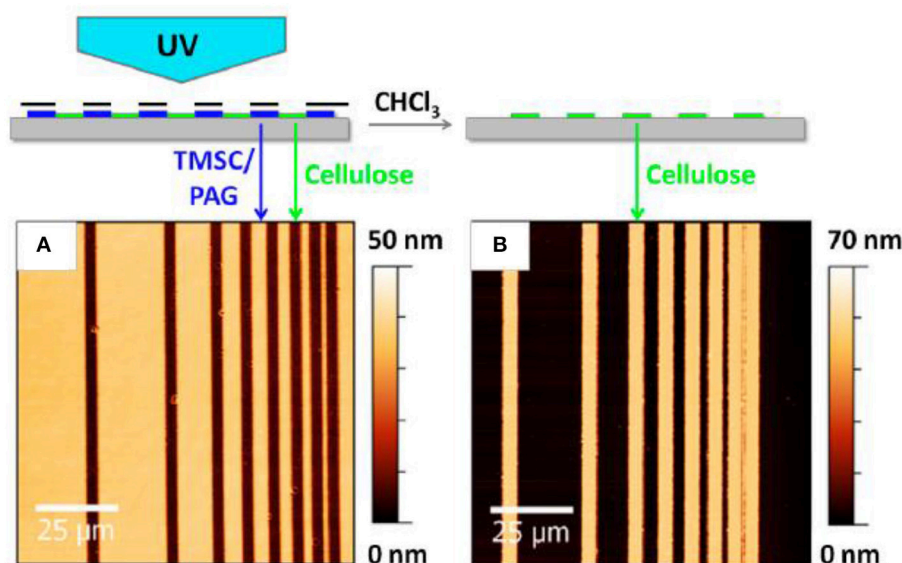 UV
CHCl₃
TMSC/
PAG
Cellulose
Cellulose
A
50 nm
25 µm
0 nm
B
70 nm
25 µm
0 nm